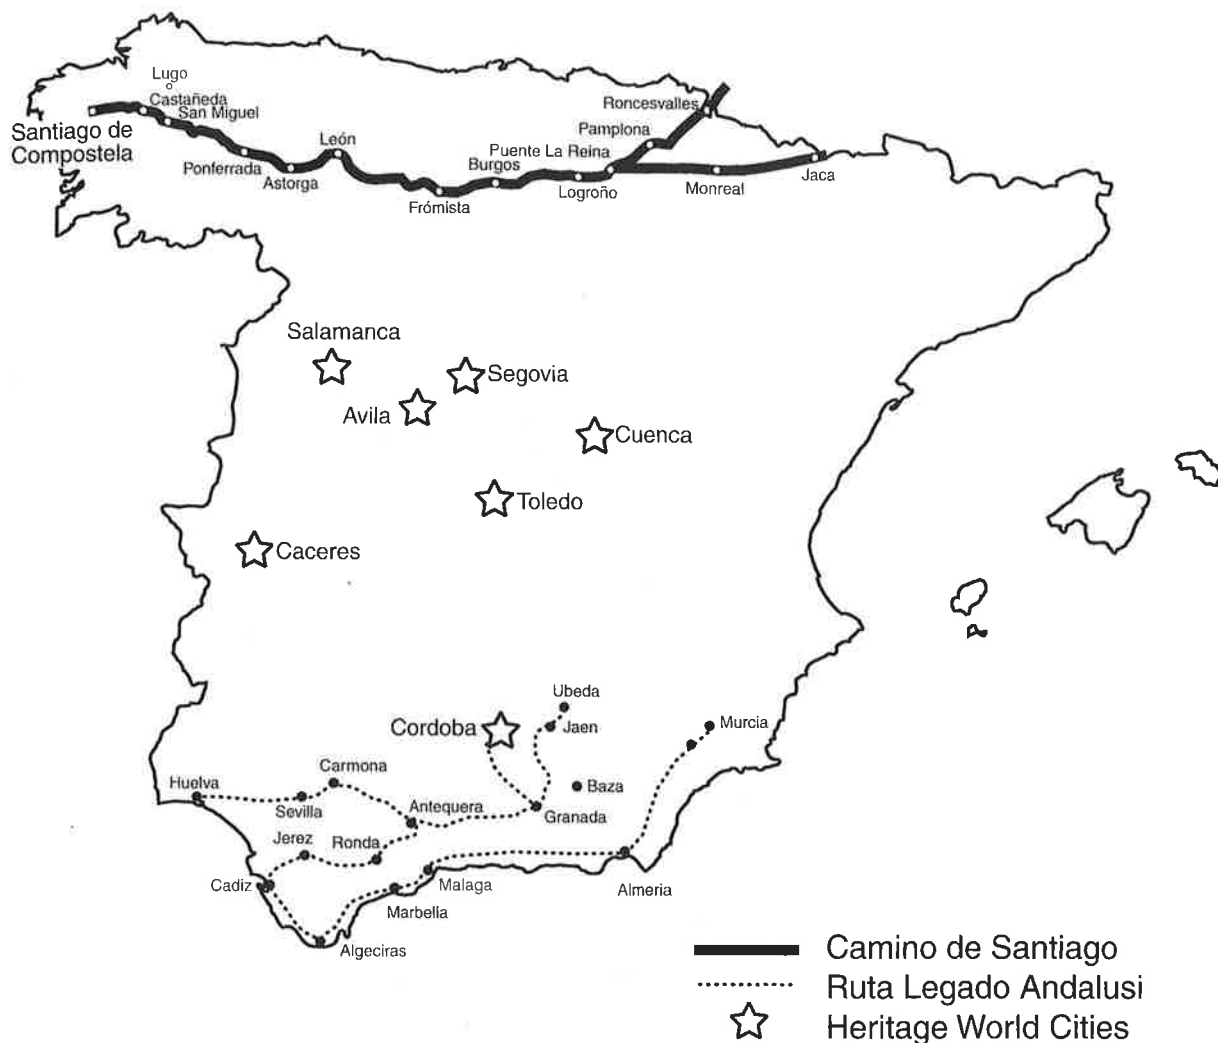 Lugo
Castañeda
San Miguel
Santiago de
Compostela
Ponferrada
Astorga
León
Frómista
Burgos
Puente La Reina
Logroño
Pamplona
Roncesvalles
Monreal
Jaca
Salamanca
Segovia
Avila
Cuenca
Toledo
Caceres
Ubeda
Cordoba
Jaen
Murcia
Carmona
Huelva
Sevilla
Baza
Antequera
Granada
Jerez
Ronda
Cadiz
Malaga
Almeria
Marbella
Algeciras
Camino de Santiago
Ruta Legado Andalusi
Heritage World Cities